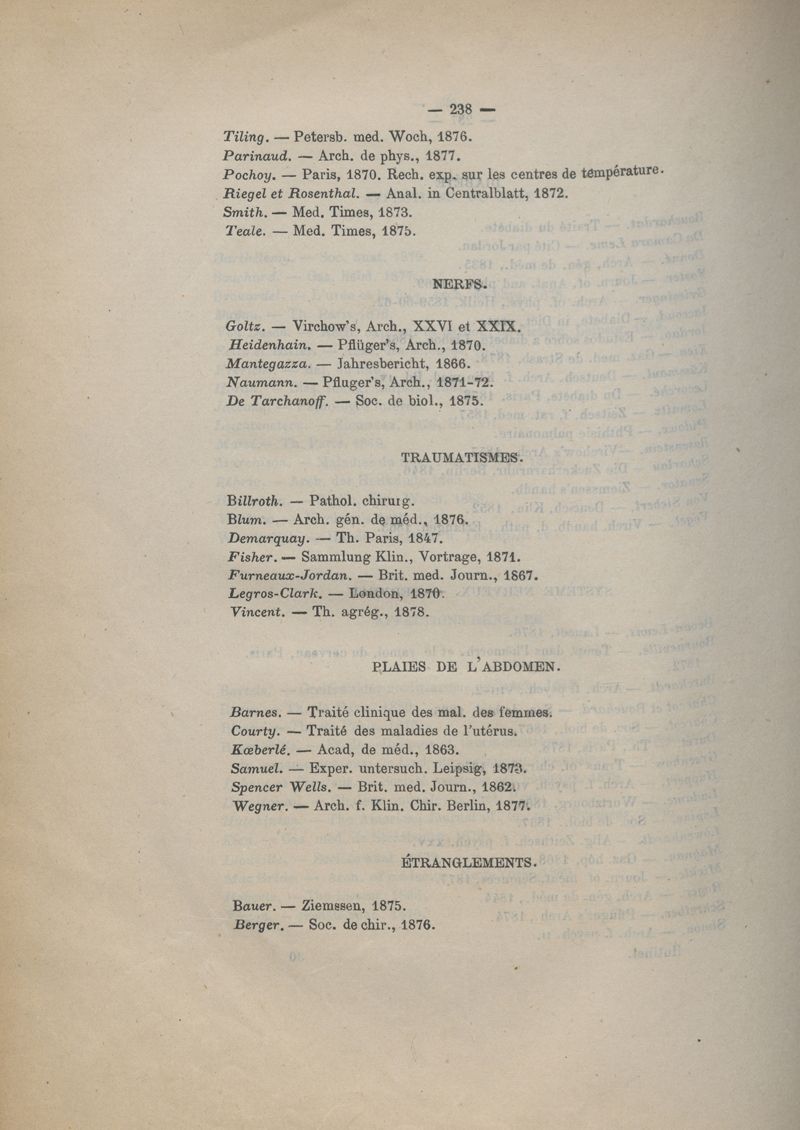 — 238 —
Tiling. — Petersb. med. Woch, 1876.
Parinaud. — Arch. de phys., 1877.
Pochoy. — Paris, 1870. Rech. exp. sur les centres de température.
Riegel et Rosenthal. — Anal. in Centralblatt, 1872.
Smith. — Med. Times, 1873.
Teale. — Med. Times, 1875.
NERFS.
Goltz. — Virchow's, Arch., XXVI et XXIX.
Heidenhain. — Pflüger's, Arch., 1870.
Mantegazza. — Jahresbericht, 1866.
Naumann. — Pfluger's, Arch., 1871-72.
De Tarchanoff. — Soc. de biol., 1875.
TRAUMATISMES.
Billroth. — Pathol. chirurg.
Blum. — Arch. gén. de méd., 1876.
Demarquay. — Th. Paris, 1847.
Fisher. — Sammlung Klin., Vortrage, 1871.
Furneaux-Jordan. — Brit. med. Journ., 1867.
Legros-Clark. — London, 1870.
Vincent. — Th. agrég., 1878.
PLAIES DE L'ABDOMEN.
Barnes. — Traité clinique des mal. des femmes.
Courty. — Traité des maladies de l'utérus.
Kœberlé. — Acad, de méd., 1863.
Samuel. — Exper. untersuch. Leipsig, 1873.
Spencer Wells. — Brit. med. Journ., 1862.
Wegner. — Arch. f. Klin. Chir. Berlin, 1877.
ÉTRANGLEMENTS.
Bauer. — Ziemssen, 1875.
Berger. — Soc. de chir., 1876.